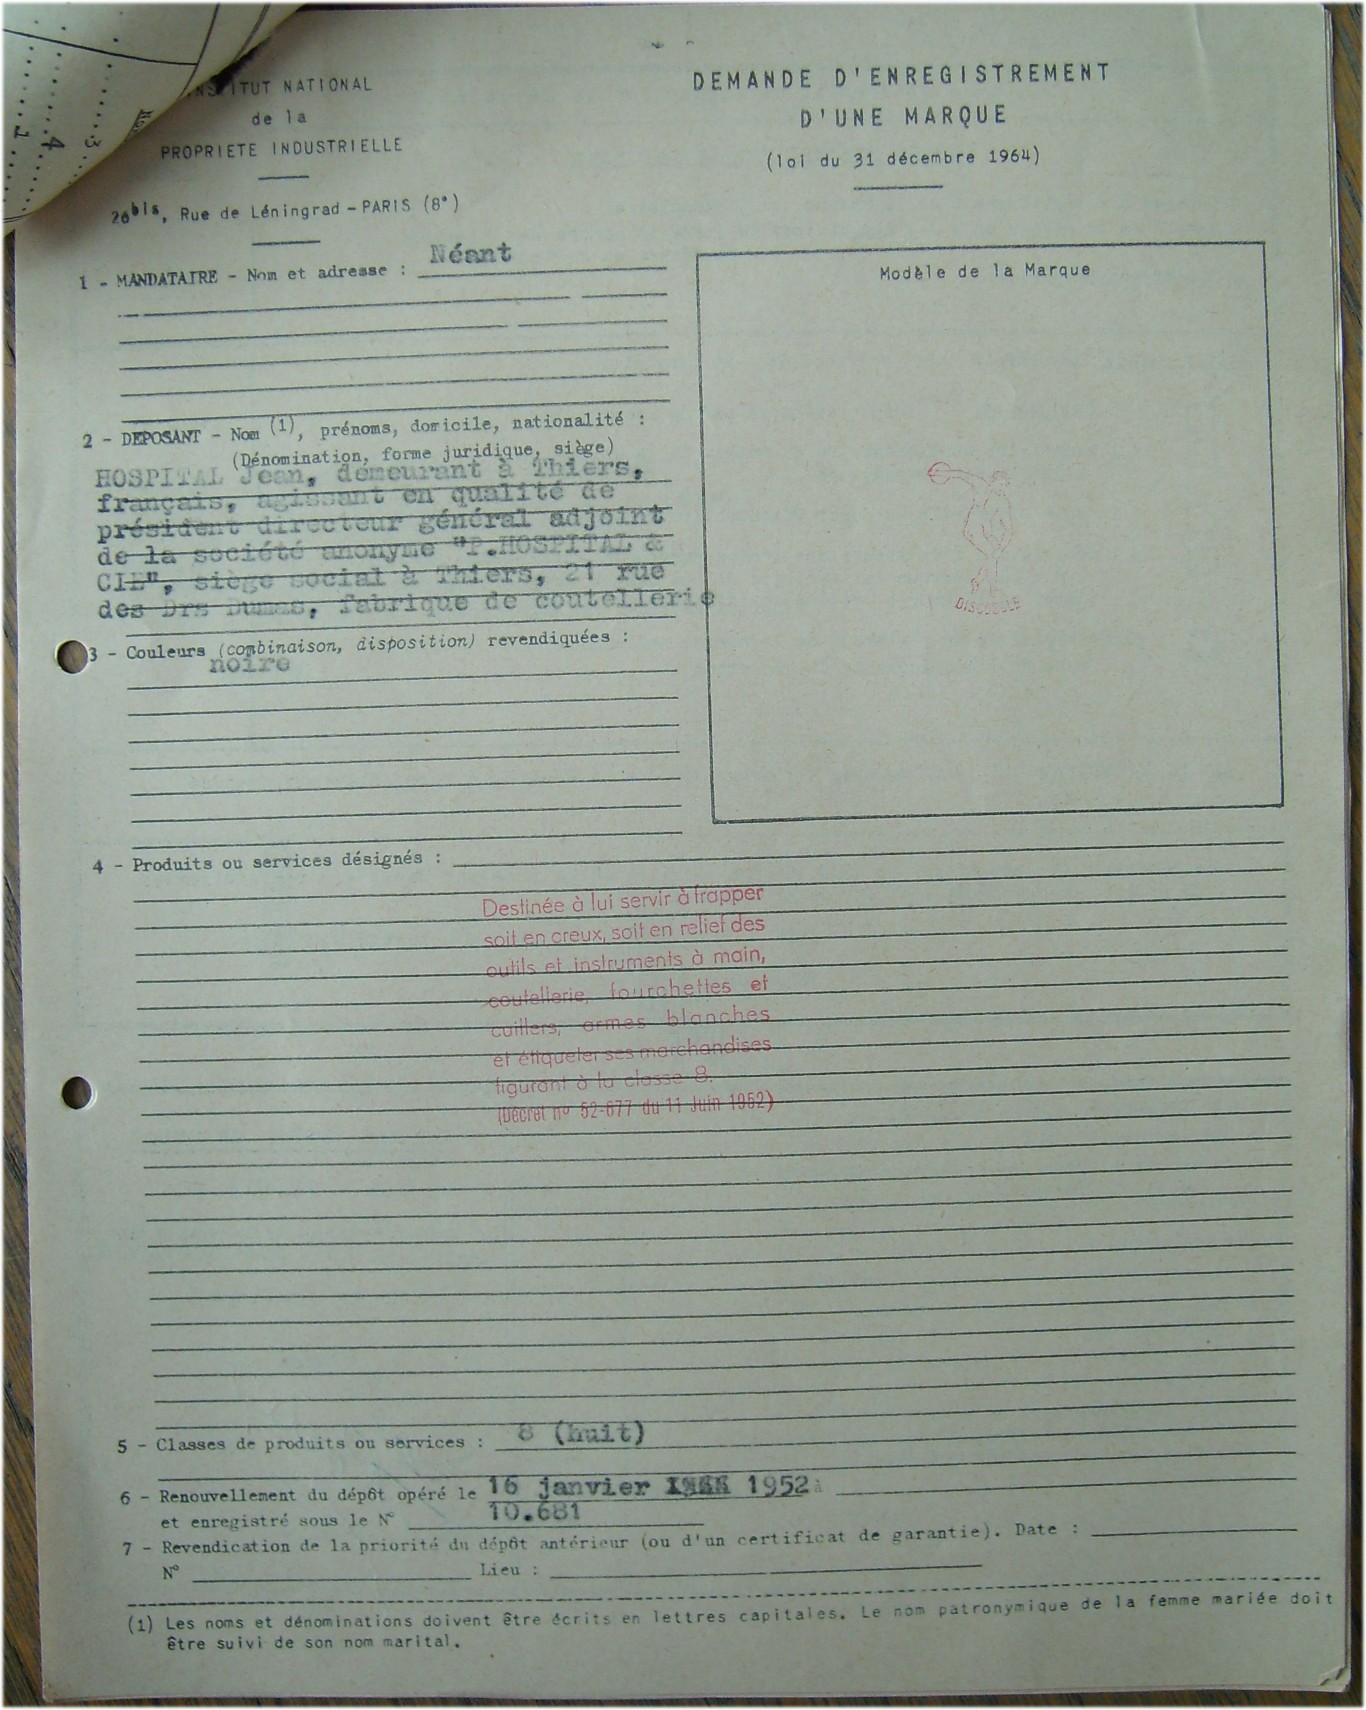 INSTITUT NATIONAL
de la
PROPRIETE INDUSTRIELLE
26bis, Rue de Léningrad - PARIS (8e)
DEMANDE D'ENREGISTREMENT
D'UNE MARQUE
(loi du 31 décembre 1964)
1 - MANDATAIRE - Nom et adresse : Néant
2 - DEPOSANT - Nom (1), prénoms, domicile, nationalité :
(Dénomination, forme juridique, siège)
HOSPITAL Jean, demeurant à Thiers,
français, agissant en qualité de
président directeur général adjoint
de la société anonyme "P.HOSPITAL &
CIE", siège social à Thiers, 21 rue
des Drs Dumas, fabrique de coutellerie
3 - Couleurs (combinaison, disposition) revendiquées :
noire
Modèle de la Marque
DISCOBOLE
4 - Produits ou services désignés :
Destinée à lui servir à frapper
soit en creux, soit en relief des
outils et instruments à main,
coutellerie, fourchettes et
cuillers, armes blanches
et étiqueter ses marchandises
figurant à la classe 8.
(Décret no 52-677 du 11 Juin 1952)
5 - Classes de produits ou services : 8 (huit)
6 - Renouvellement du dépôt opéré le 16 janvier 1952 à
et enregistré sous le N° 10.681
7 - Revendication de la priorité du dépôt antérieur (ou d'un certificat de garantie). Date :
N° Lieu :
(1) Les noms et dénominations doivent être écrits en lettres capitales. Le nom patronymique de la femme mariée doit
être suivi de son nom marital.